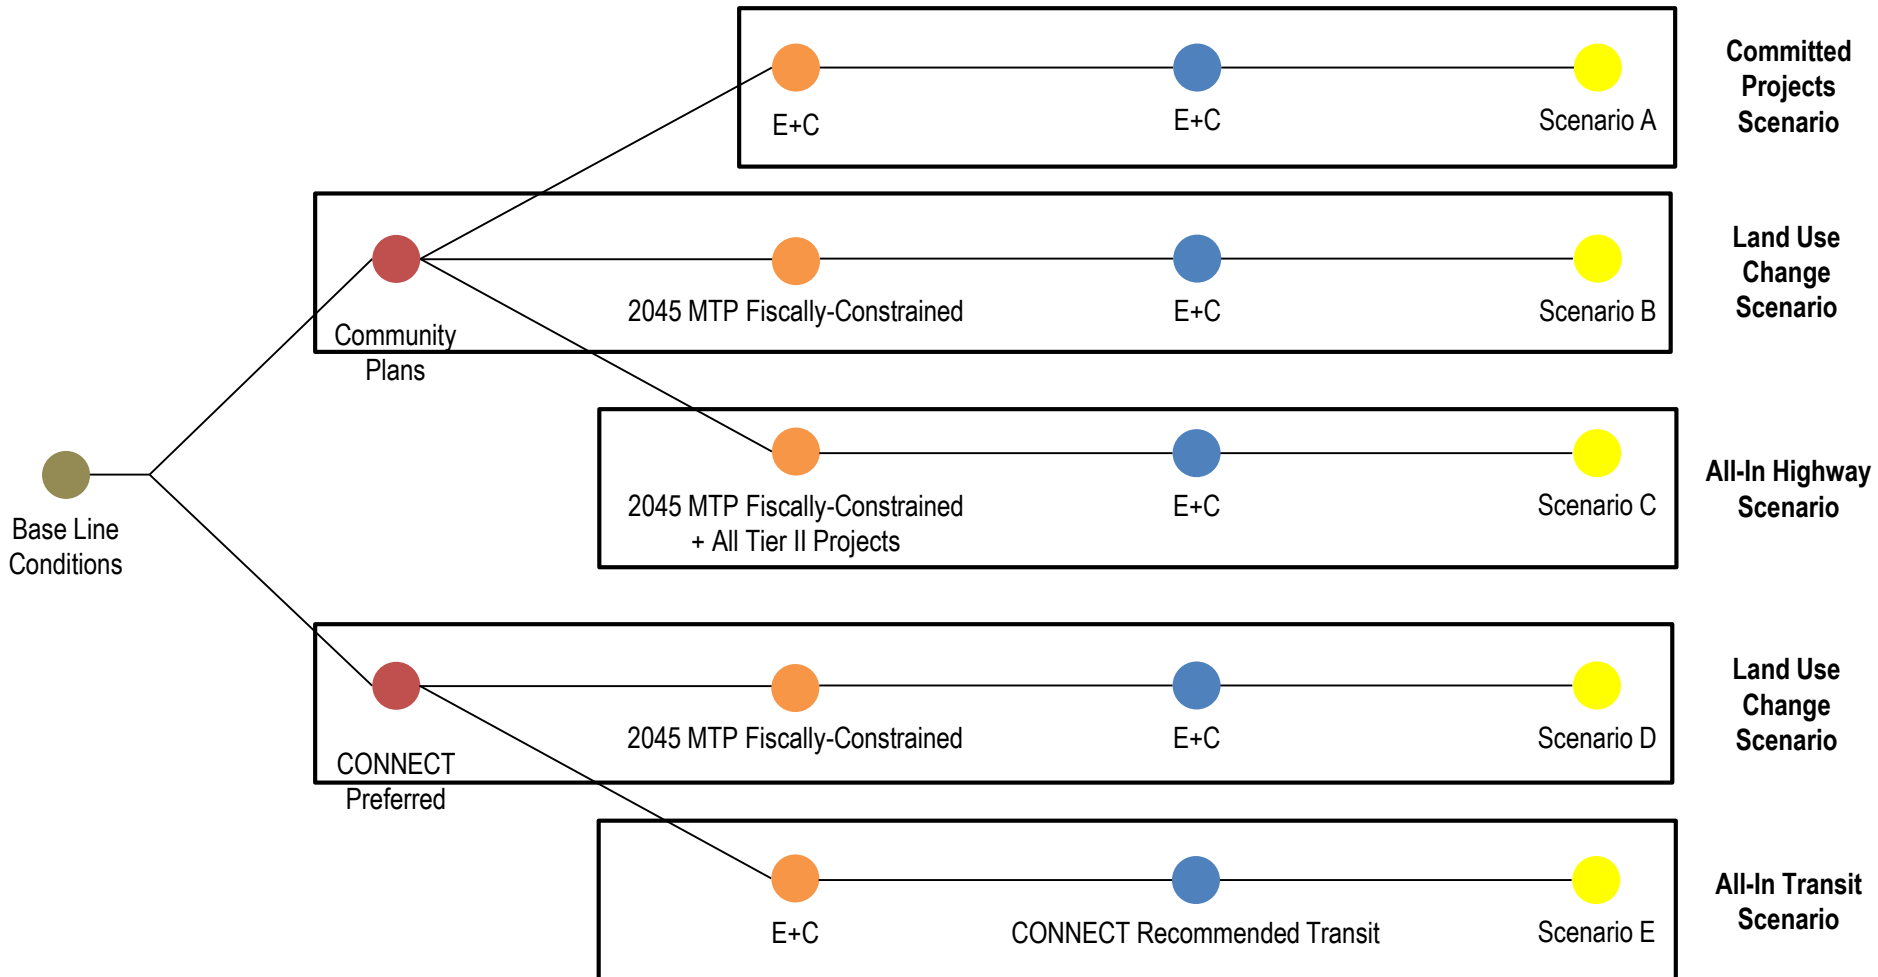 E+C
E+C
Scenario A
Committed
Projects
Scenario
Community
Plans
2045 MTP Fiscally-Constrained
E+C
Scenario B
Land Use
Change
Scenario
Base Line
Conditions
2045 MTP Fiscally-Constrained
+ All Tier II Projects
E+C
Scenario C
All-In Highway
Scenario
CONNECT
Preferred
2045 MTP Fiscally-Constrained
E+C
Scenario D
Land Use
Change
Scenario
E+C
CONNECT Recommended Transit
Scenario E
All-In Transit
Scenario